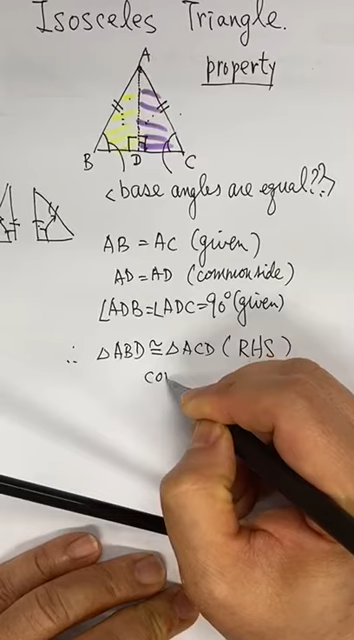 Isosceles Triangle.
property
A
B D C
<base angles are equal??>
AB = AC (given)
AD = AD (common side)
∠ADB = ∠ADC = 90° (given)
∴ △ABD ≅ △ACD (RHS)
co